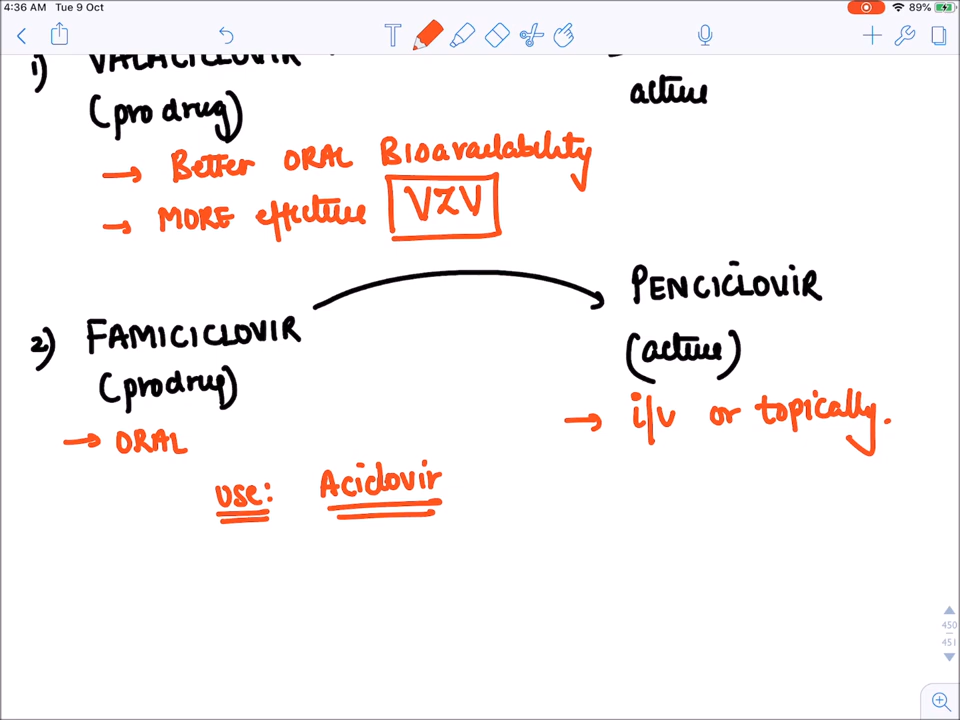 4:36 AM Tue 9 Oct 89%
T
1) VALACICLOVIR
(prodrug)
active
→ Better ORAL Bioavailability
→ MORE effective VZV
PENCICLOVIR
2) FAMICICLOVIR
(active)
(prodrug)
→ i/v or topically.
→ ORAL
use: Aciclovir
450
451